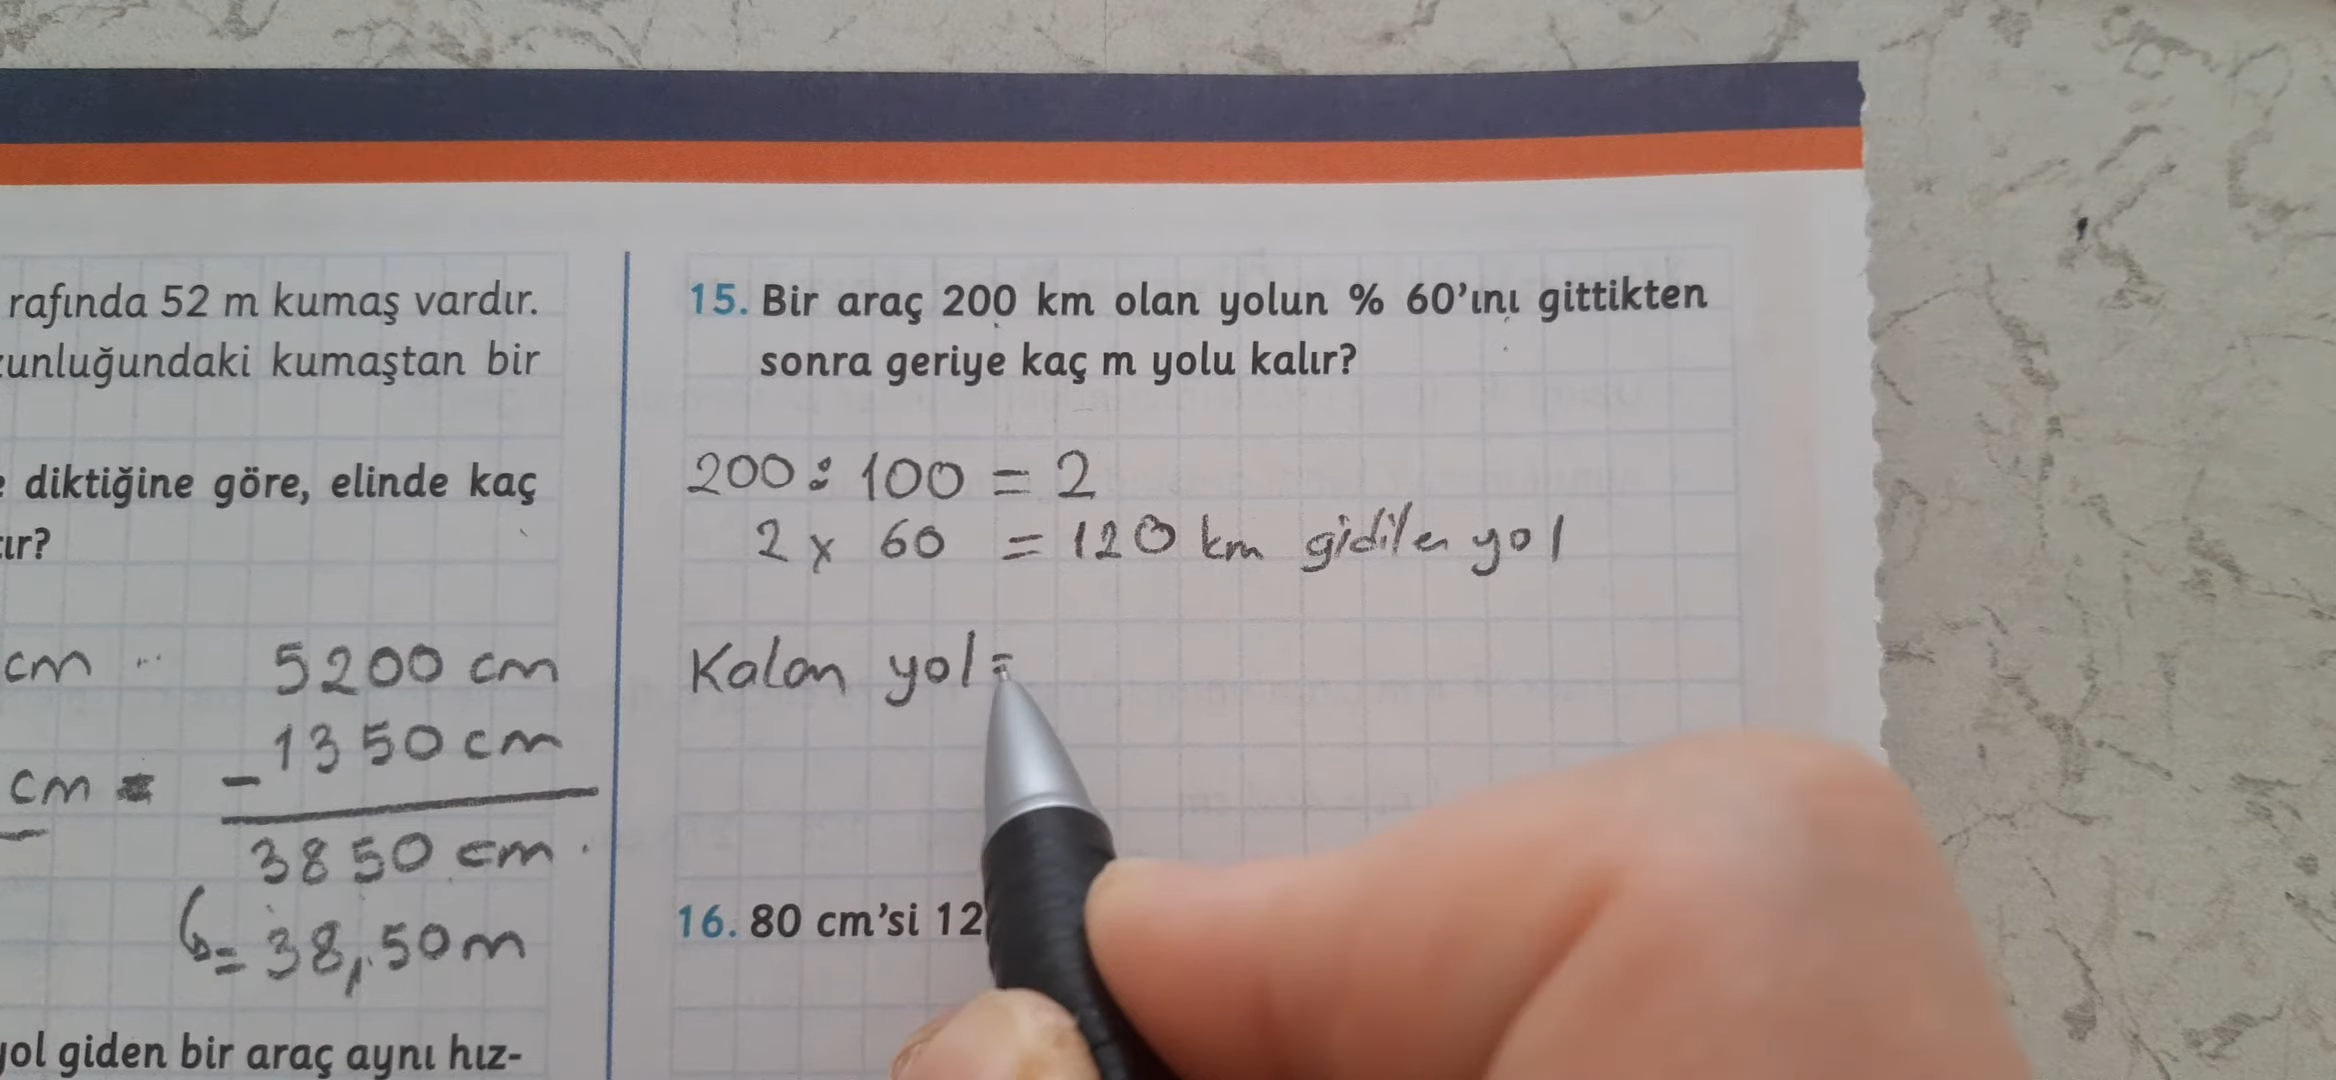 rafında 52 m kumaş vardır.
unluğundaki kumaştan bir
diktiğine göre, elinde kaç
ır?
cm 5200 cm
cm = - 1350 cm
3850 cm
= 38,50 m
yol giden bir araç aynı hız-
15. Bir araç 200 km olan yolun % 60'ını gittikten
sonra geriye kaç m yolu kalır?
200 : 100 = 2
2 x 60 = 120 km gidilen yol
Kalan yol =
16. 80 cm'si 12